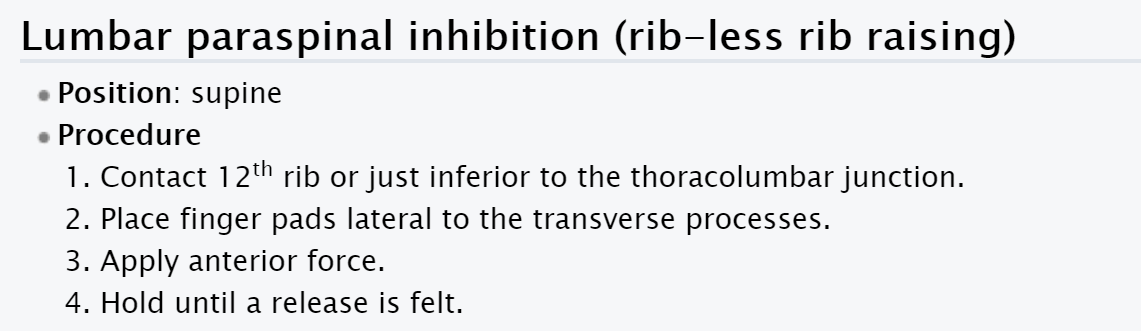 Lumbar paraspinal inhibition (rib-less rib raising)
• Position: supine
• Procedure
1. Contact 12th rib or just inferior to the thoracolumbar junction.
2. Place finger pads lateral to the transverse processes.
3. Apply anterior force.
4. Hold until a release is felt.